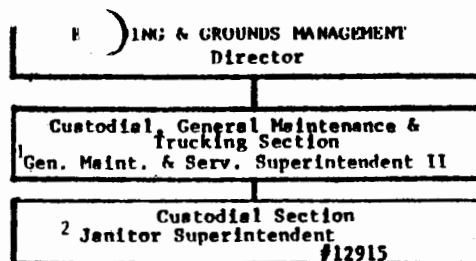 ING & GROUNDS MANAGEMENT
Director
Custodial, General Maintenance &
Trucking Section
1 Gen. Maint. & Serv. Superintendent II
Custodial Section
2 Janitor Superintendent
#12915